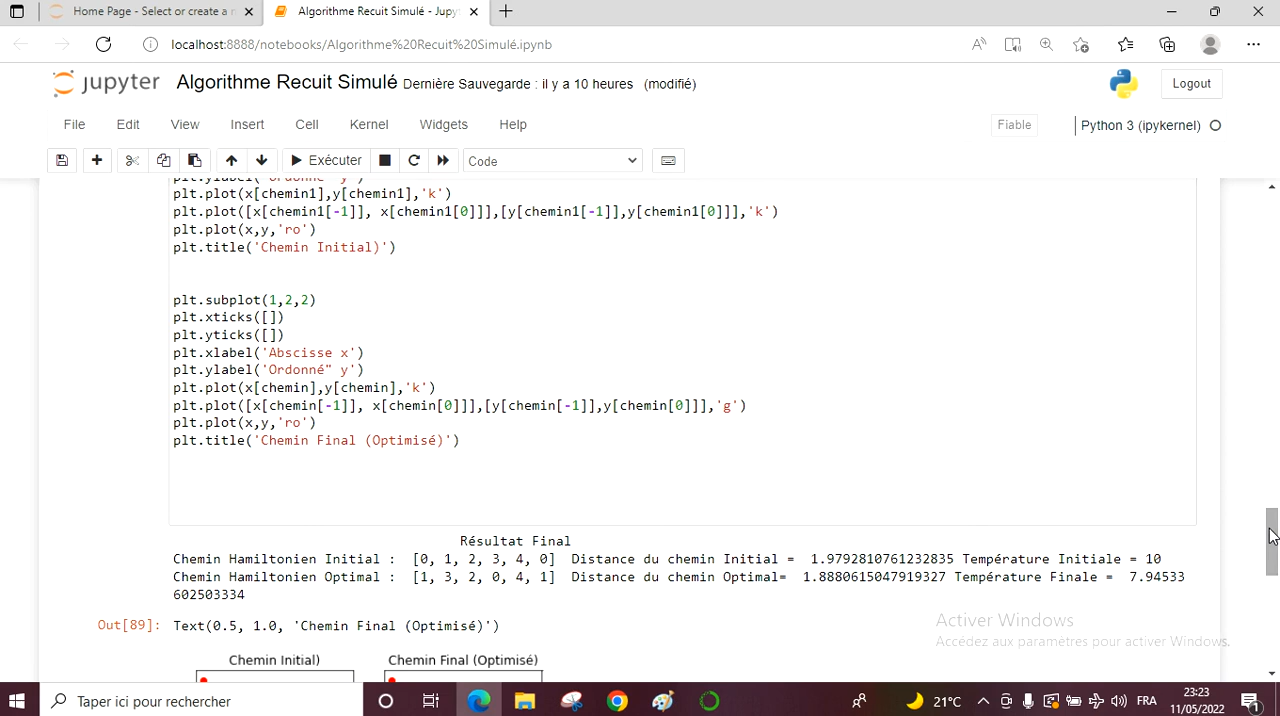 Home Page - Select or create a n
Algorithme Recuit Simulé - Jupy
localhost:8888/notebooks/Algorithme%20Recuit%20Simulé.ipynb
jupyter Algorithme Recuit Simulé Dernière Sauvegarde : il y a 10 heures (modifié)
Logout
File Edit View Insert Cell Kernel Widgets Help
Fiable
Python 3 (ipykernel)
Exécuter
Code
plt.plot(x[chemin1],y[chemin1],'k')
plt.plot([x[chemin1[-1]], x[chemin1[0]]],[y[chemin1[-1]],y[chemin1[0]]],'k')
plt.plot(x,y,'ro')
plt.title('Chemin Initial)')
plt.subplot(1,2,2)
plt.xticks([])
plt.yticks([])
plt.xlabel('Abscisse x')
plt.ylabel('Ordonné" y')
plt.plot(x[chemin],y[chemin],'k')
plt.plot([x[chemin[-1]], x[chemin[0]]],[y[chemin[-1]],y[chemin[0]]],'g')
plt.plot(x,y,'ro')
plt.title('Chemin Final (Optimisé)')
Résultat Final
Chemin Hamiltonien Initial : [0, 1, 2, 3, 4, 0] Distance du chemin Initial = 1.9792810761232835 Température Initiale = 10
Chemin Hamiltonien Optimal : [1, 3, 2, 0, 4, 1] Distance du chemin Optimal= 1.8880615047919327 Température Finale = 7.94533
602503334
Out[89]: Text(0.5, 1.0, 'Chemin Final (Optimisé)')
Chemin Initial)
Chemin Final (Optimisé)
Activer Windows
Accédez aux paramètres pour activer Windows.
Taper ici pour rechercher
21°C
FRA
23:23
11/05/2022
1